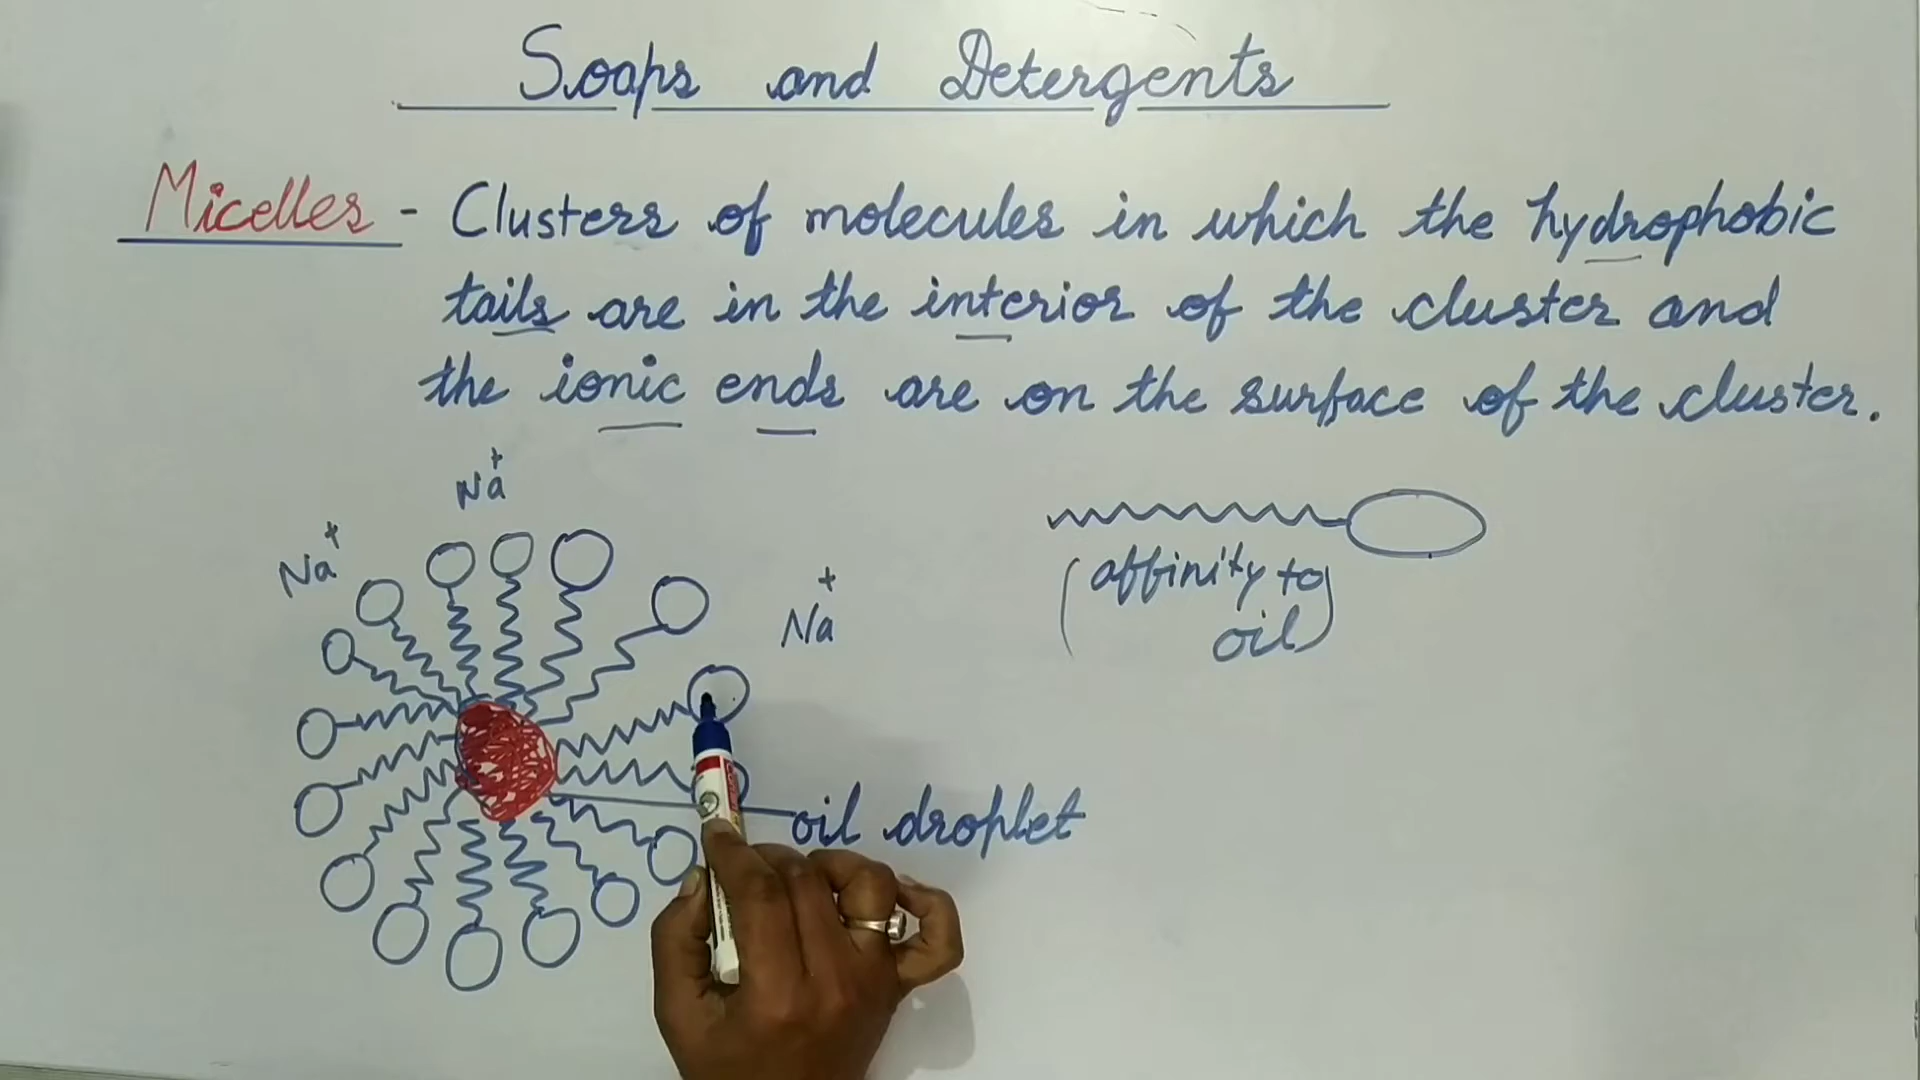 Soaps and Detergents
Micelles - Clusters of molecules in which the hydrophobic
tails are in the interior of the cluster and
the ionic ends are on the surface of the cluster.
Na+
Na+
Na+
(affinity to
oil)
oil droplet